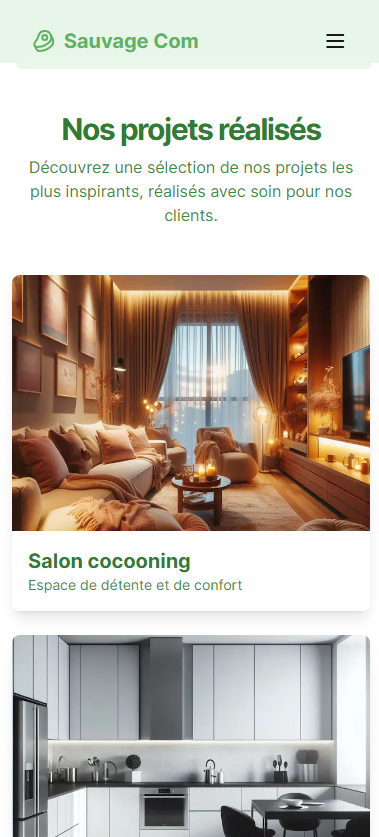 Sauvage Com
Nos projets réalisés
Découvrez une sélection de nos projets les
plus inspirants, réalisés avec soin pour nos
clients.
Salon cocooning
Espace de détente et de confort